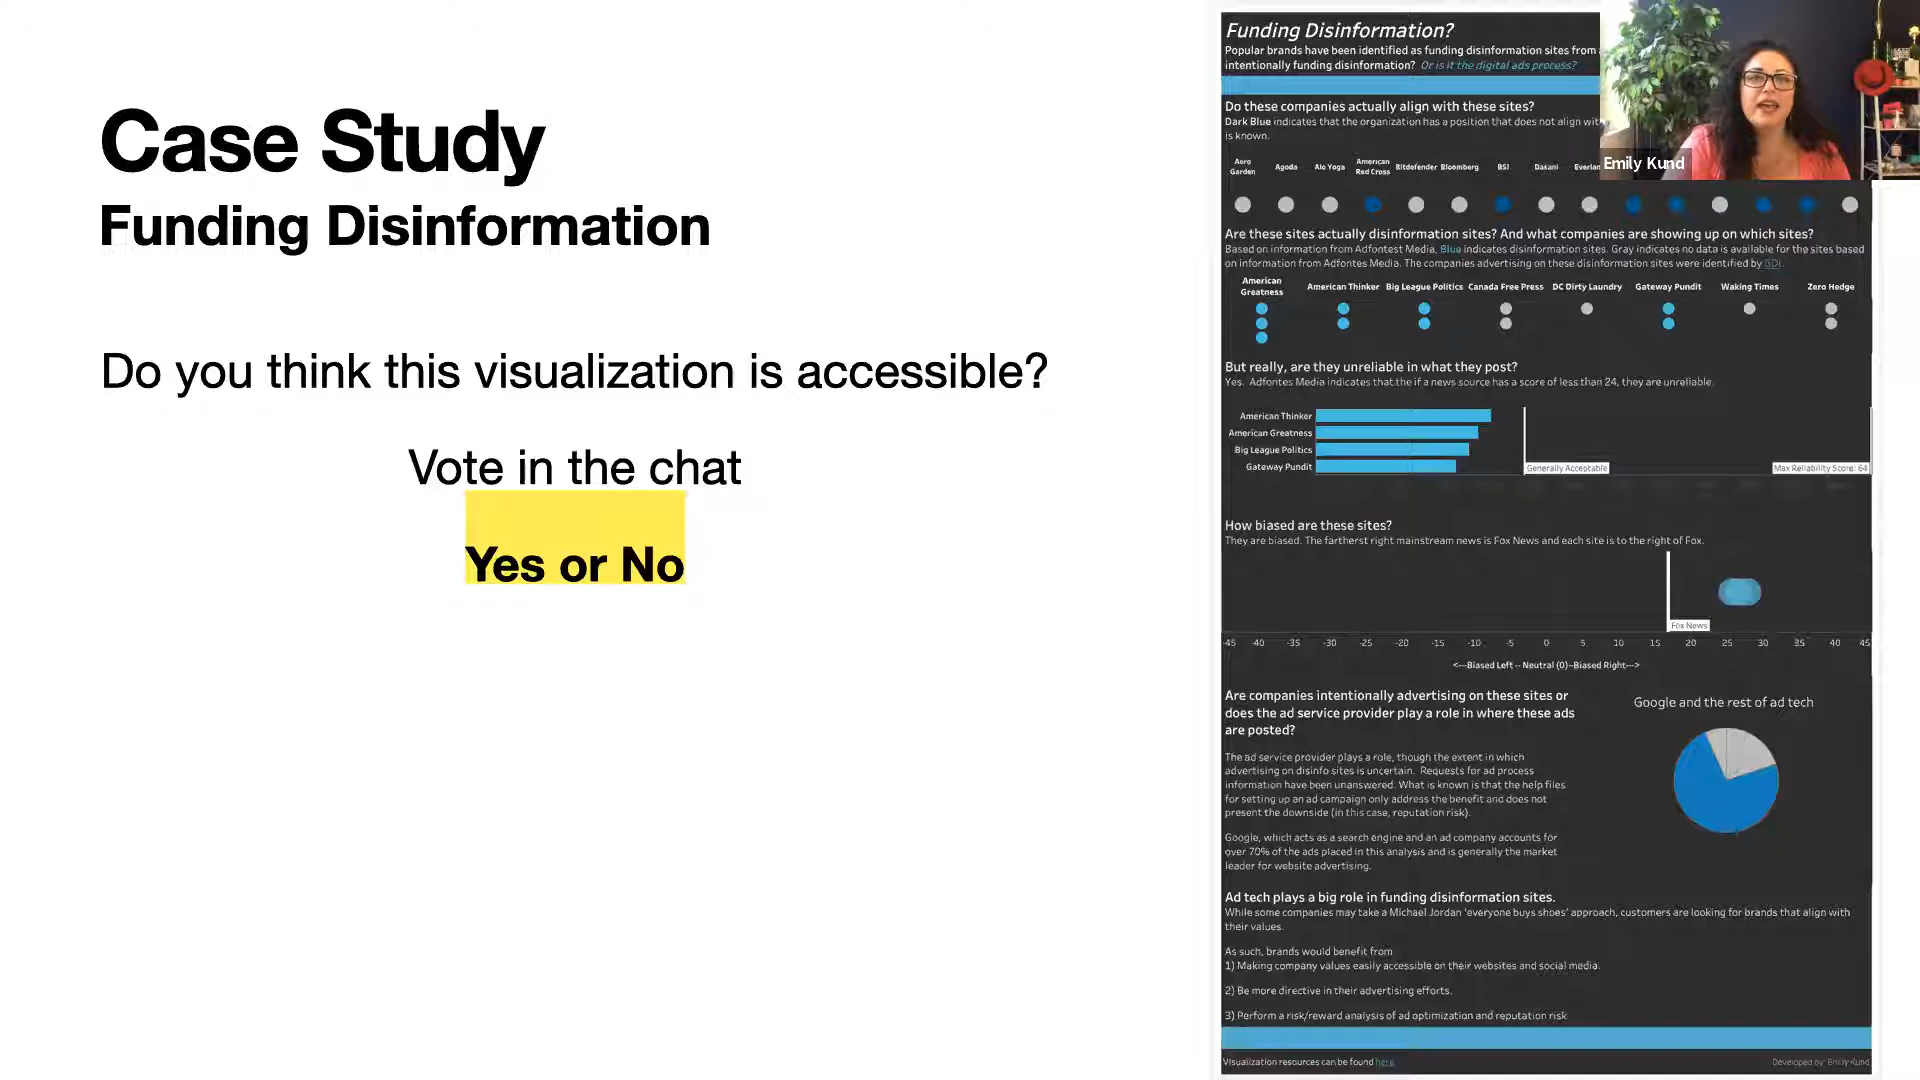 Case Study
Funding Disinformation
Do you think this visualization is accessible?
Vote in the chat
Yes or No
Funding Disinformation?
Popular brands have been identified as funding disinformation sites from
intentionally funding disinformation? Or is it the digital ads process?
Emily Kund
Do these companies actually align with these sites?
Dark Blue indicates that the organization has a position that does not align
is known.
Aero Garden
Agoda
Alo Yoga
American Red Cross
Bitdefender
Bloomberg
BSI
Dasani
Are these sites actually disinformation sites? And what companies are showing up on which sites?
Based on information from Adfontest Media, Blue indicates disinformation sites. Gray indicates no data is available for the sites based
on information from Adfontes Media. The companies advertising on these disinformation sites were identified by GDI.
American Greatness
American Thinker
Big League Politics
Canada Free Press
DC Dirty Laundry
Gateway Pundit
Waking Times
Zero Hedge
But really, are they unreliable in what they post?
Yes. Adfontes Media indicates that the if a news source has a score of less than 24, they are unreliable.
American Thinker
American Greatness
Big League Politics
Gateway Pundit
Generally Acceptable
Max Reliability Score: 64
How biased are these sites?
They are biased. The farthest right mainstream news is Fox News and each site is to the right of Fox.
Fox News
-45 -40 -35 -30 -25 -20 -15 -10 -5 0 5 10 15 20 25 30 35 40 45
<---Biased Left -- Neutral (0)--Biased Right--->
Are companies intentionally advertising on these sites or
does the ad service provider play a role in where these ads
are posted?
Google and the rest of ad tech
The ad service provider plays a role, though the extent in which
advertising on disinfo sites is uncertain. Requests for ad process
information have been unanswered. What is known is that the help files
for setting up an ad campaign only address the benefit and does not
present the downside (in this case, reputation risk).
Google, which acts as a search engine and an ad company accounts for
over 70% of the ads placed in this analysis and is generally the market
leader for website advertising.
Ad tech plays a big role in funding disinformation sites.
While some companies may take a Michael Jordan 'everyone buys shoes' approach, customers are looking for brands that align with
their values.
As such, brands would benefit from
1) Making company values easily accessible on their websites and social media.
2) Be more directive in their advertising efforts.
3) Perform a risk/reward analysis of ad optimization and reputation risk
Visualization resources can be found here.
Developed by: Emily Kund